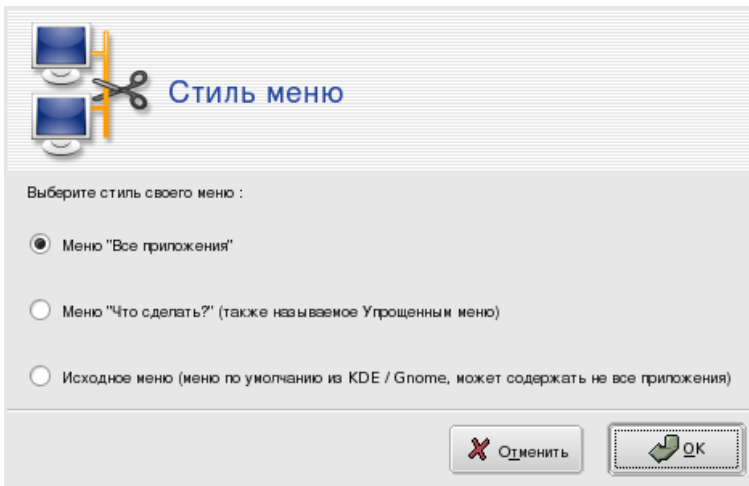 Стиль меню
Выберите стиль своего меню :
Меню "Все приложения"
Меню "Что сделать?" (также называемое Упрощенным меню)
Исходное меню (меню по умолчанию из KDE / Gnome, может содержать не все приложения)
Отменить
OK